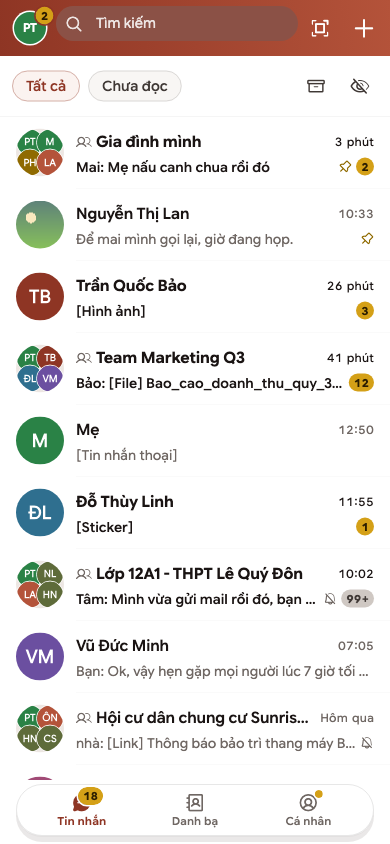 PT 2 Tìm kiếm
Tất cả Chưa đọc
PT M PH LA Gia đình mình 3 phút
Mai: Mẹ nấu canh chua rồi đó 2
Nguyễn Thị Lan 10:33
Để mai mình gọi lại, giờ đang họp.
TB Trần Quốc Bảo 26 phút
[Hình ảnh] 3
PT TB ĐL VM Team Marketing Q3 41 phút
Bảo: [File] Bao_cao_doanh_thu_quy_3... 12
M Mẹ 12:50
[Tin nhắn thoại]
ĐL Đỗ Thùy Linh 11:55
[Sticker] 1
PT NL LA HN Lớp 12A1 - THPT Lê Quý Đôn 10:02
Tâm: Mình vừa gửi mail rồi đó, bạn ... 99+
VM Vũ Đức Minh 07:05
Bạn: Ok, vậy hẹn gặp mọi người lúc 7 giờ tối ...
PT ÔN HN CS Hội cư dân chung cư Sunris... Hôm qua
nhà: [Link] Thông báo bảo trì thang máy B...
18
Tin nhắn Danh bạ Cá nhân